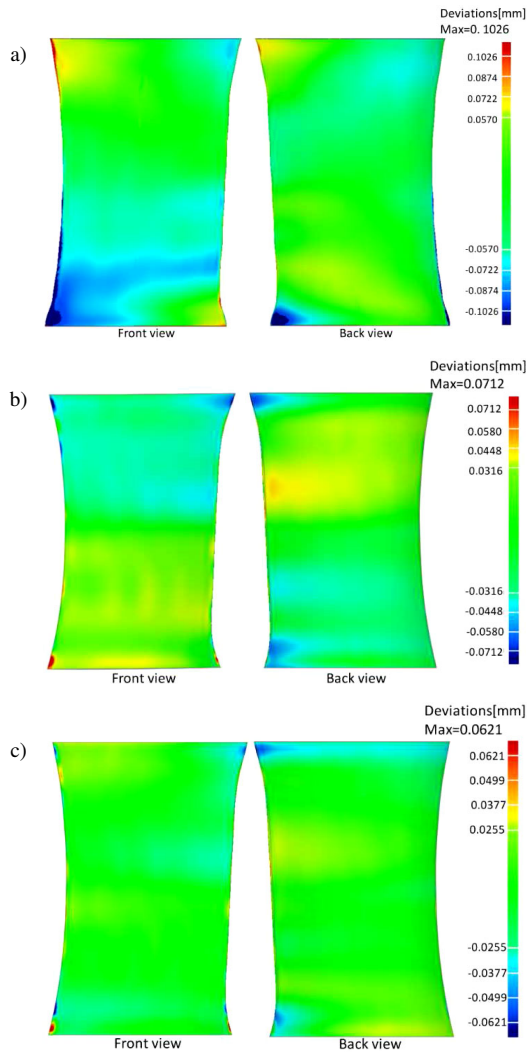 Deviations[mm]
Max=0. 1026
a)
0.1026
0.0874
0.0722
0.0570
-0.0570
-0.0722
-0.0874
-0.1026
Front view
Back view
Deviations[mm]
Max=0.0712
b)
0.0712
0.0580
0.0448
0.0316
-0.0316
-0.0448
-0.0580
-0.0712
Front view
Back view
Deviations[mm]
Max=0.0621
c)
0.0621
0.0499
0.0377
0.0255
-0.0255
-0.0377
-0.0499
-0.0621
Front view
Back view